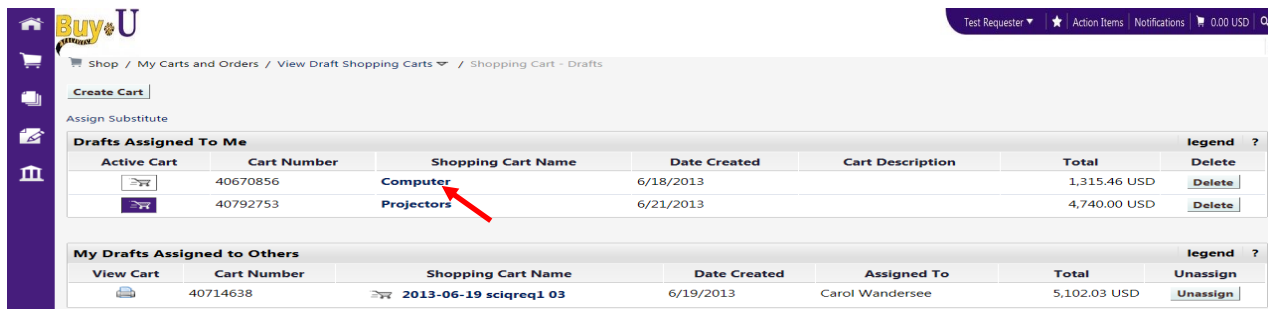 Buy U
Test Requester ▼ | ★ | Action Items | Notifications | 0.00 USD
Shop / My Carts and Orders / View Draft Shopping Carts / Shopping Cart - Drafts
Create Cart
Assign Substitute
Drafts Assigned To Me legend ?
Active Cart Cart Number Shopping Cart Name Date Created Cart Description Total Delete
40670856 Computer 6/18/2013 1,315.46 USD Delete
40792753 Projectors 6/21/2013 4,740.00 USD Delete
My Drafts Assigned to Others legend ?
View Cart Cart Number Shopping Cart Name Date Created Assigned To Total Unassign
40714638 2013-06-19 sciqreq1 03 6/19/2013 Carol Wandersee 5,102.03 USD Unassign